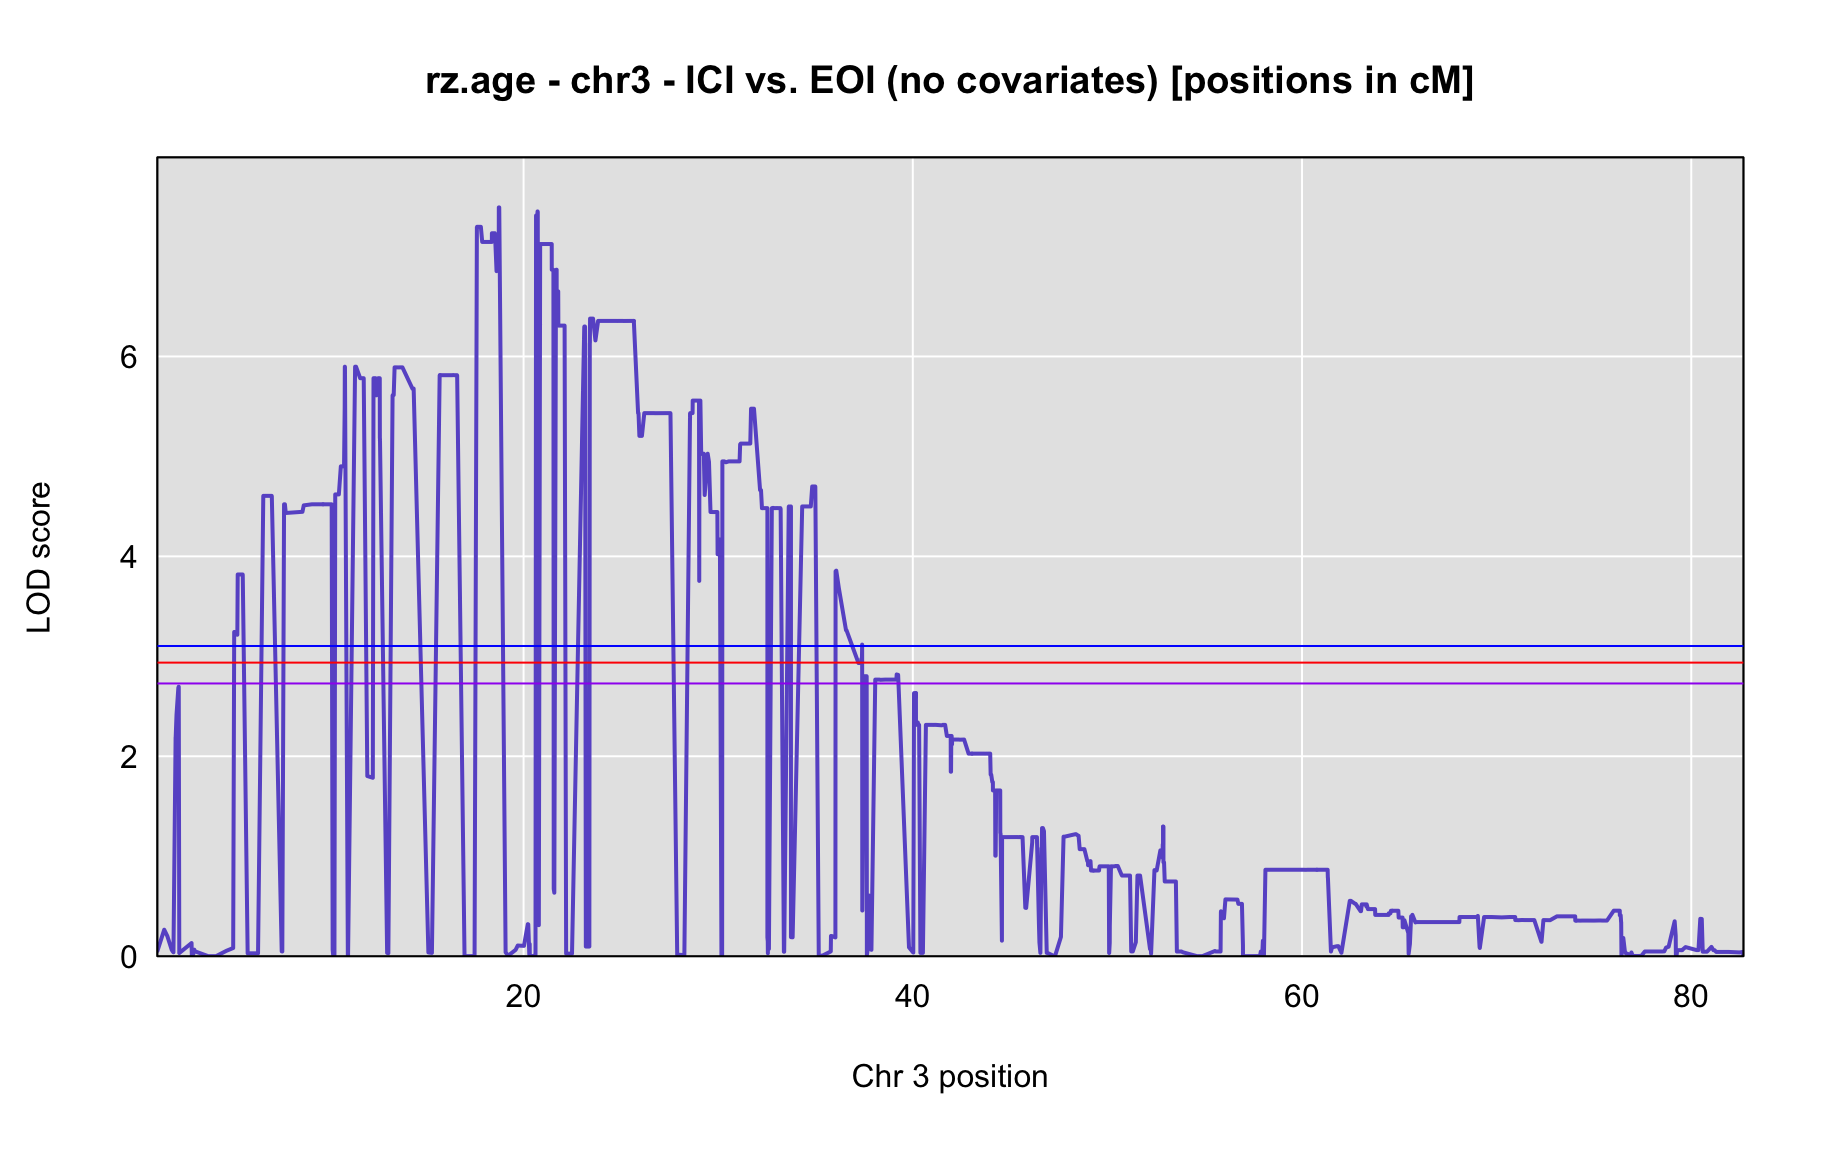 rz.age - chr3 - ICI vs. EOI (no covariates) [positions in cM]
LOD score
6
4
2
0
20
40
60
80
Chr 3 position